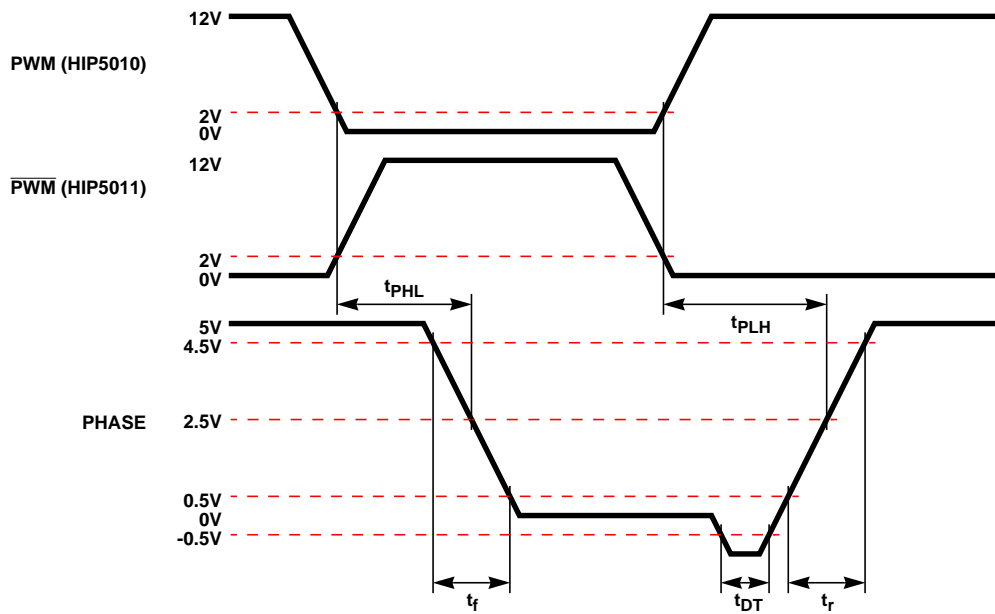 12V
PWM (HIP5010)
2V
0V
12V
P̅W̅M̅ (HIP5011)
2V
0V
tPHL
tPLH
5V
4.5V
PHASE
2.5V
0.5V
0V
-0.5V
tf
tDT
tr